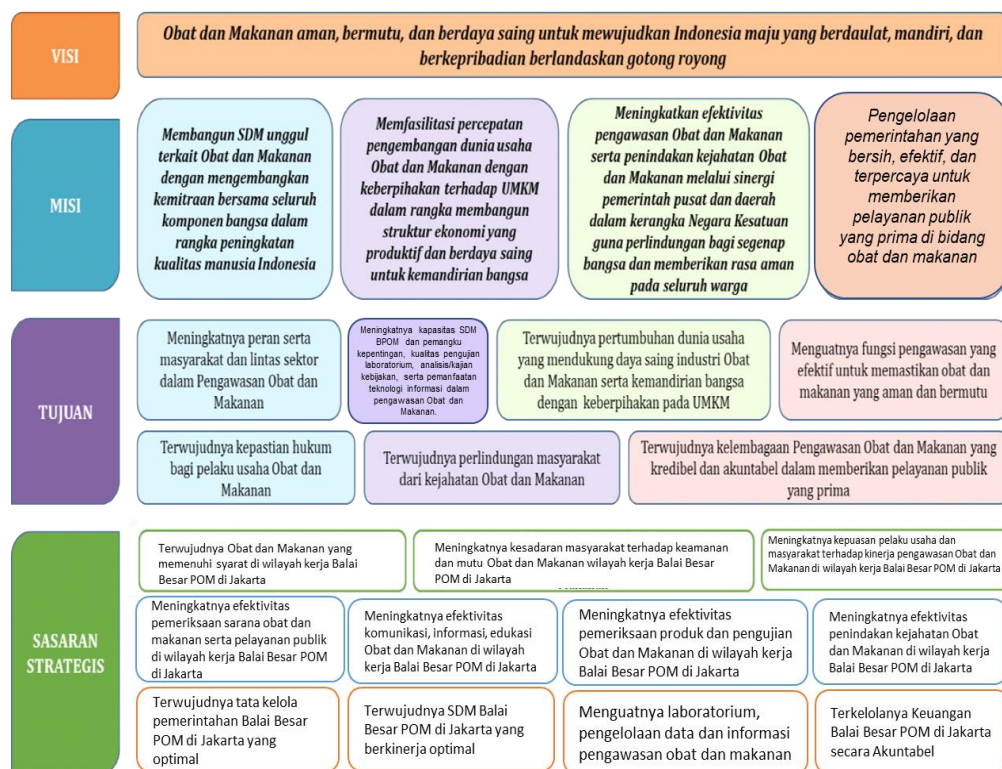 VISI
Obat dan Makanan aman, bermutu, dan berdaya saing untuk mewujudkan Indonesia maju yang berdaulat, mandiri, dan
berkepribadian berlandaskan gotong royong
MISI
Membangun SDM unggul
terkait Obat dan Makanan
dengan mengembangkan
kemitraan bersama seluruh
komponen bangsa dalam
rangka peningkatan
kualitas manusia Indonesia
Memfasilitasi percepatan
pengembangan dunia usaha
Obat dan Makanan dengan
keberpihakan terhadap UMKM
dalam rangka membangun
struktur ekonomi yang
produktif dan berdaya saing
untuk kemandirian bangsa
Meningkatkan efektivitas
pengawasan Obat dan Makanan
serta penindakan kejahatan Obat
dan Makanan melalui sinergi
pemerintah pusat dan daerah
dalam kerangka Negara Kesatuan
guna perlindungan bagi segenap
bangsa dan memberikan rasa aman
pada seluruh warga
Pengelolaan
pemerintahan yang
bersih, efektif, dan
terpercaya untuk
memberikan
pelayanan publik
yang prima di bidang
obat dan makanan
TUJUAN
Meningkatnya peran serta
masyarakat dan lintas sektor
dalam Pengawasan Obat dan
Makanan
Meningkatnya kapasitas SDM
BPOM dan pemangku
kepentingan, kualitas pengujian
laboratorium, analisis/kajian
kebijakan, serta pemanfaatan
teknologi informasi dalam
pengawasan Obat dan
Makanan.
Terwujudnya pertumbuhan dunia usaha
yang mendukung daya saing industri Obat
dan Makanan serta kemandirian bangsa
dengan keberpihakan pada UMKM
Menguatnya fungsi pengawasan yang
efektif untuk memastikan obat dan
makanan yang aman dan bermutu
Terwujudnya kepastian hukum
bagi pelaku usaha Obat dan
Makanan
Terwujudnya perlindungan masyarakat
dari kejahatan Obat dan Makanan
Terwujudnya kelembagaan Pengawasan Obat dan Makanan yang
kredibel dan akuntabel dalam memberikan pelayanan publik
yang prima
SASARAN
STRATEGIS
Terwujudnya Obat dan Makanan yang
memenuhi syarat di wilayah kerja Balai
Besar POM di Jakarta
Meningkatnya kesadaran masyarakat terhadap keamanan
dan mutu Obat dan Makanan wilayah kerja Balai Besar
POM di Jakarta
Meningkatnya kepuasan pelaku usaha dan
masyarakat terhadap kinerja pengawasan Obat dan
Makanan di wilayah kerja Balai Besar POM di Jakarta
Meningkatnya efektivitas
pemeriksaan sarana obat dan
makanan serta pelayanan publik
di wilayah kerja Balai Besar POM
di Jakarta
Meningkatnya efektivitas
komunikasi, informasi, edukasi
Obat dan Makanan di wilayah
kerja Balai Besar POM di Jakarta
Meningkatnya efektivitas
pemeriksaan produk dan pengujian
Obat dan Makanan di wilayah kerja
Balai Besar POM di Jakarta
Meningkatnya efektivitas
penindakan kejahatan Obat
dan Makanan di wilayah kerja
Balai Besar POM di Jakarta
Terwujudnya tata kelola
pemerintahan Balai Besar
POM di Jakarta yang
optimal
Terwujudnya SDM Balai
Besar POM di Jakarta yang
berkinerja optimal
Menguatnya laboratorium,
pengelolaan data dan informasi
pengawasan obat dan makanan
Terkelolanya Keuangan
Balai Besar POM di Jakarta
secara Akuntabel